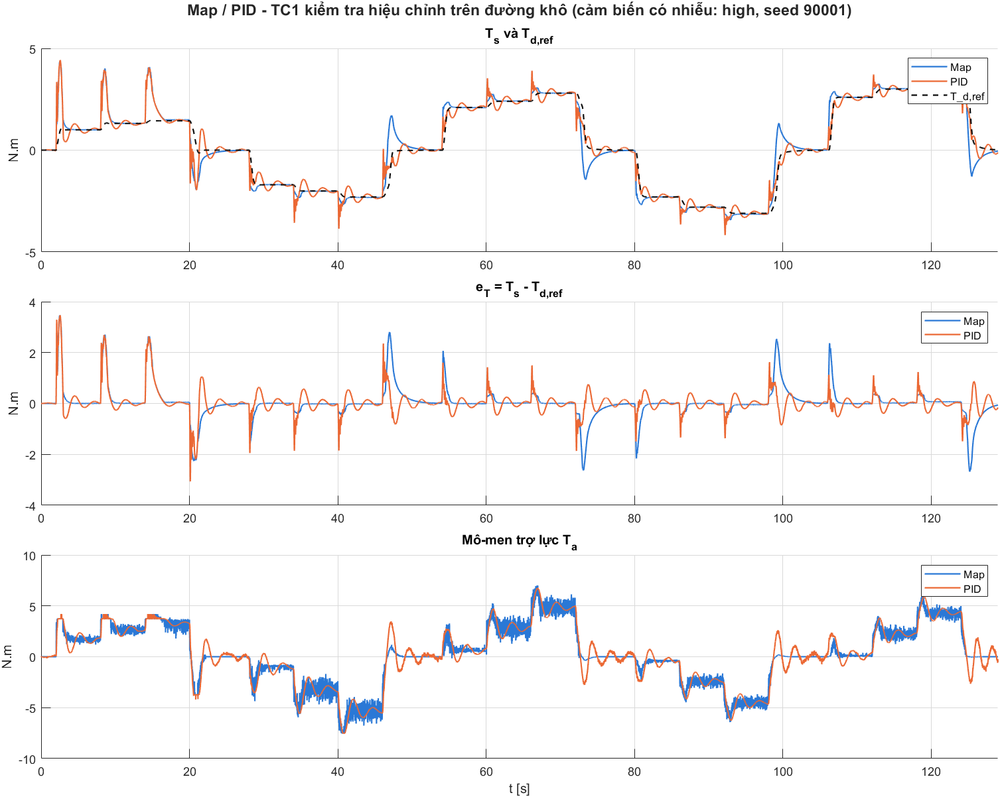 Map / PID - TC1 kiểm tra hiệu chỉnh trên đường khô (cảm biến có nhiễu: high, seed 90001)
T_s và T_d,ref
5
0
-5
N.m
Map
PID
T_d,ref
0 20 40 60 80 100 120
e_T = T_s - T_d,ref
4
2
0
-2
-4
N.m
Map
PID
0 20 40 60 80 100 120
Mô-men trợ lực T_a
10
5
0
-5
-10
N.m
Map
PID
0 20 40 60 80 100 120
t [s]